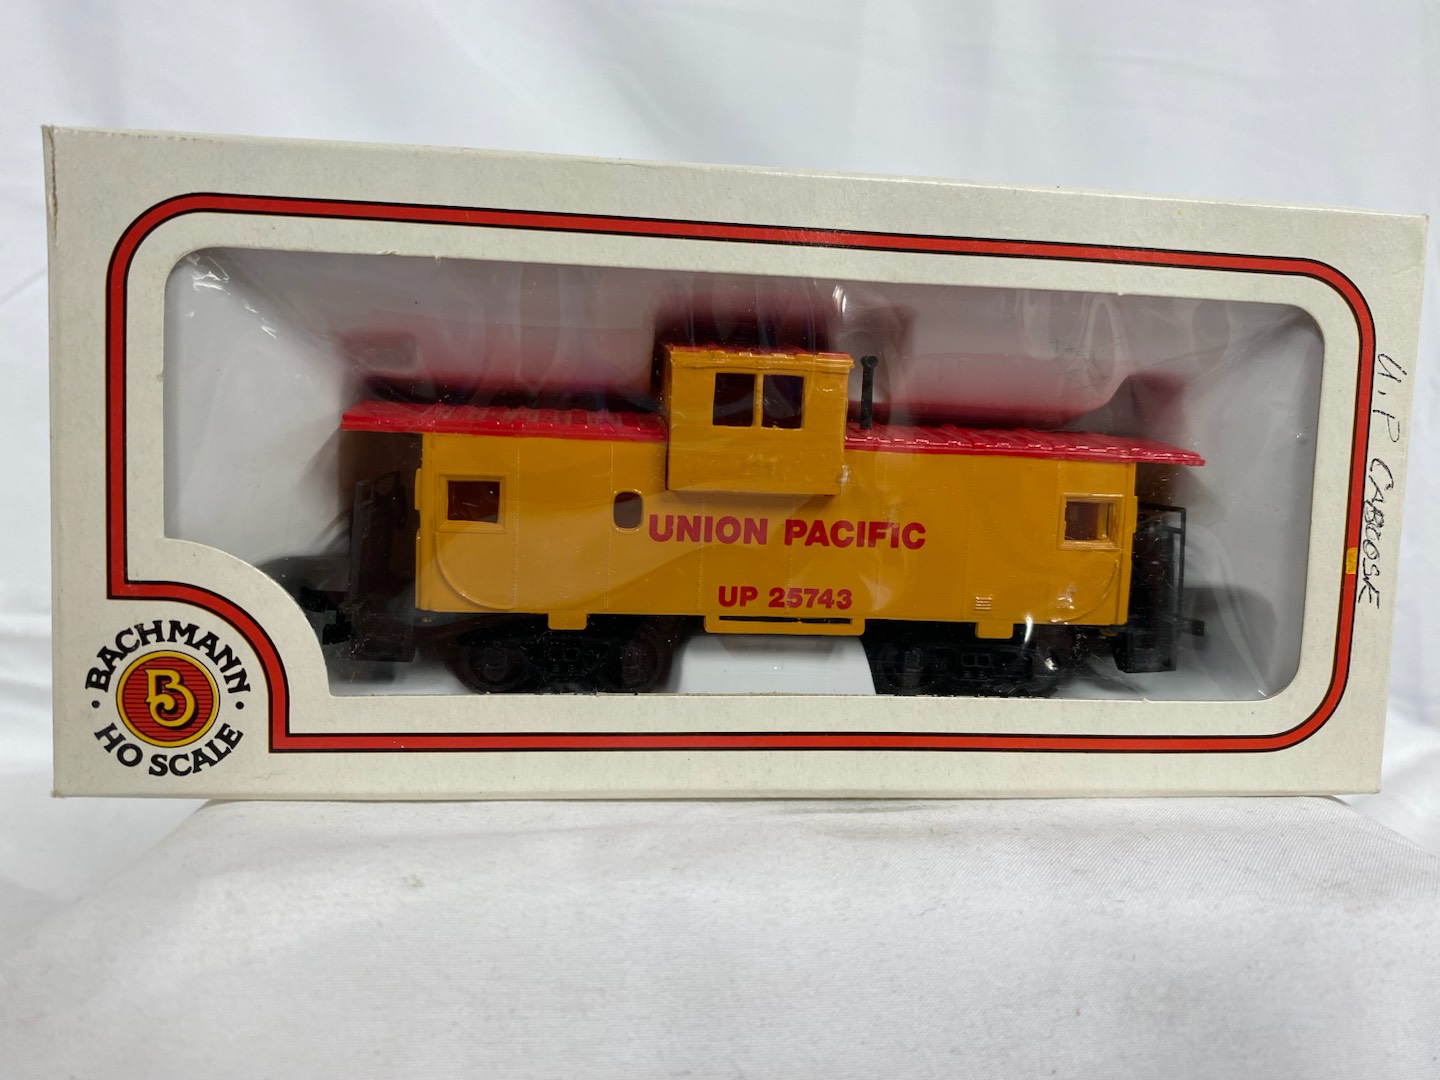 UNION PACIFIC
UP 25743
BACHMANN
B
HO SCALE
U.P CABOOSE